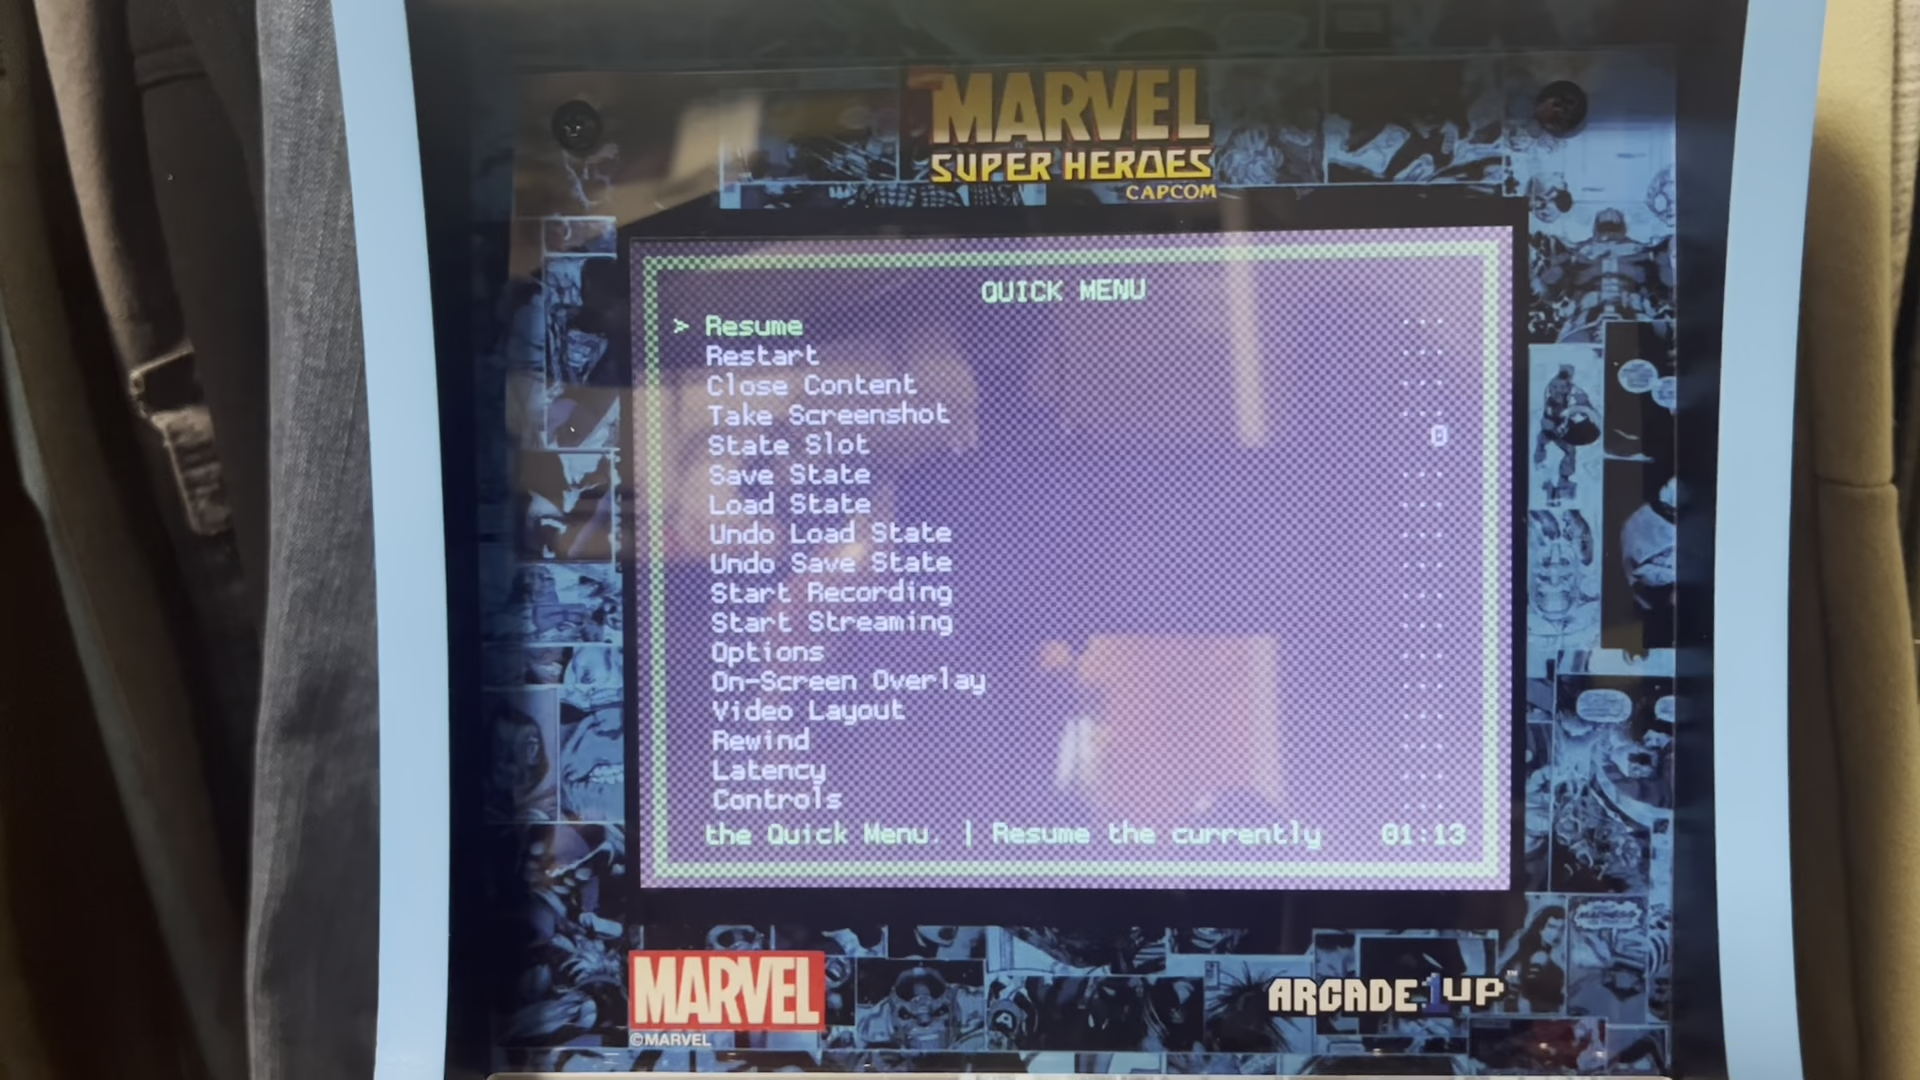 MARVEL
SUPER HEROES
CAPCOM
QUICK MENU
> Resume ...
Restart ...
Close Content ...
Take Screenshot ...
State Slot 0
Save State ...
Load State ...
Undo Load State ...
Undo Save State ...
Start Recording ...
Start Streaming ...
Options ...
On-Screen Overlay ...
Video Layout ...
Rewind ...
Latency ...
Controls ...
the Quick Menu. | Resume the currently 01:13
MARVEL
©MARVEL
ARCADE1UP™